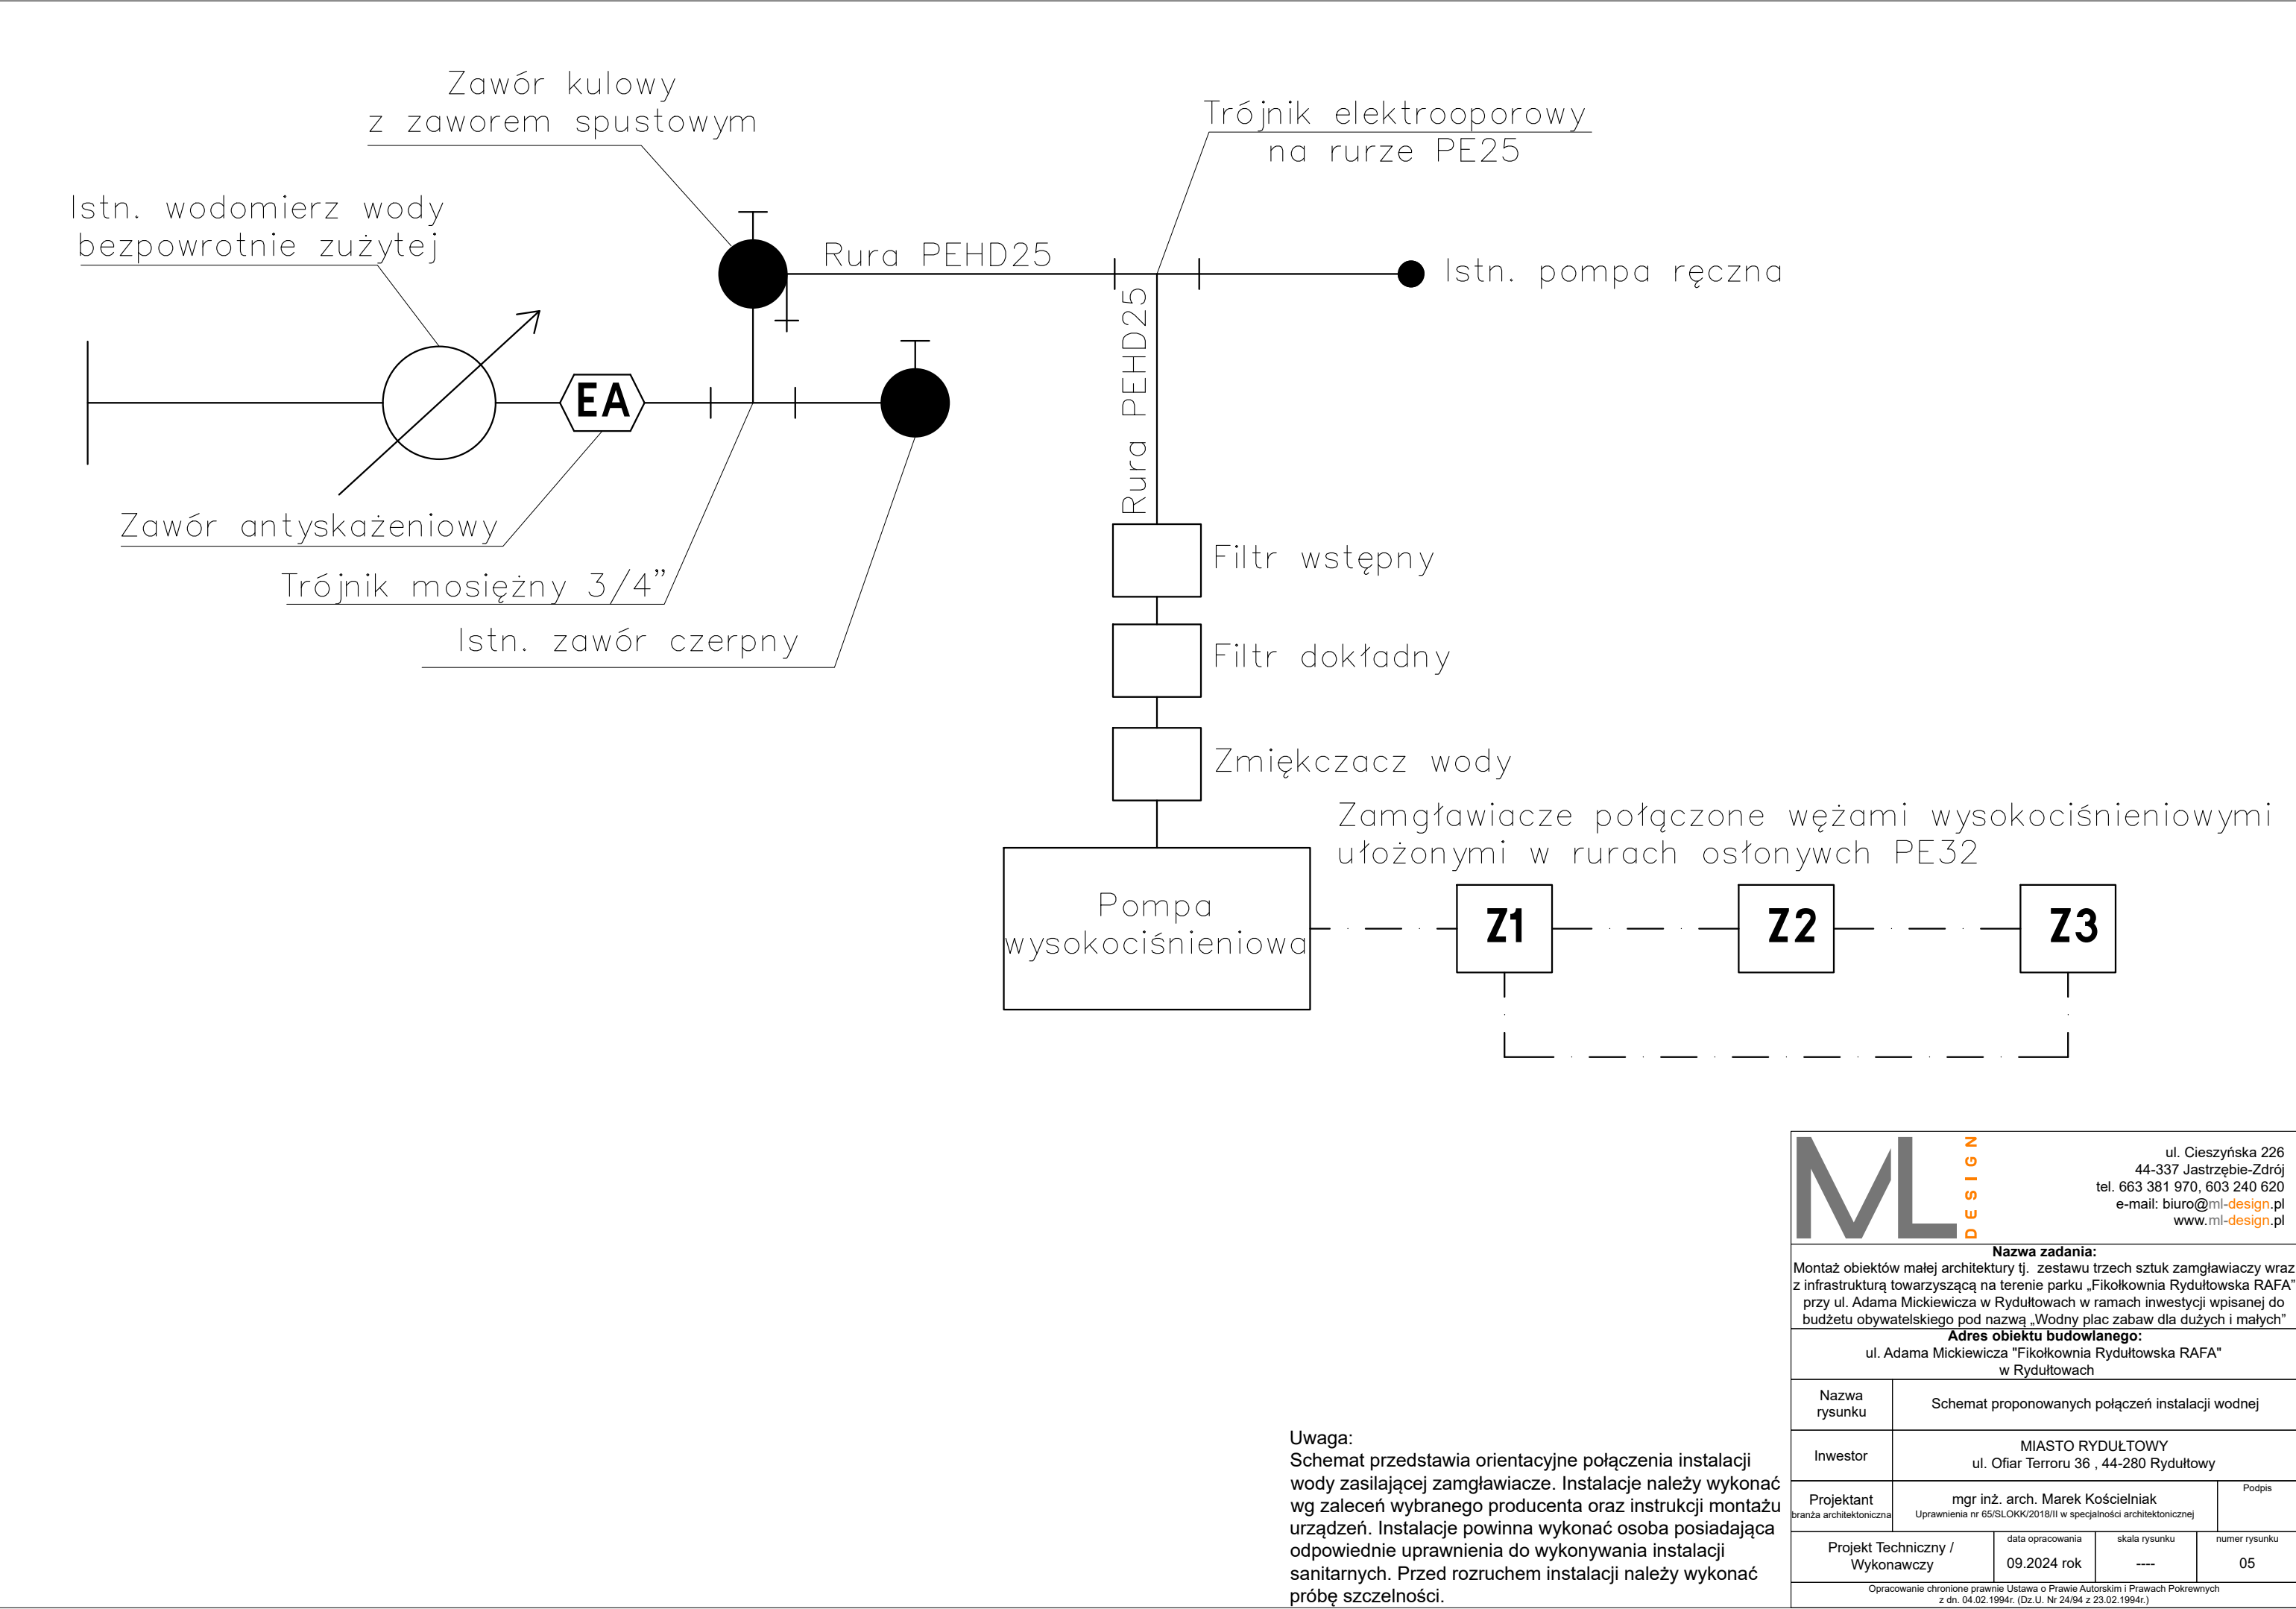 Zawór kulowy
z zaworem spustowym
Trójnik elektrooporowy
na rurze PE25
Istn. wodomierz wody
bezpowrotnie zużytej
Rura PEHD25
Istn. pompa ręczna
Rura PEHD25
EA
Zawór antyskażeniowy
Trójnik mosiężny 3/4”
Istn. zawór czerpny
Filtr wstępny
Filtr dokładny
Zmiękczacz wody
Zamgławiacze połączone wężami wysokociśnieniowymi
ułożonymi w rurach osłonywch PE32
Pompa
wysokociśnieniowa
Z1
Z2
Z3
Uwaga:
Schemat przedstawia orientacyjne połączenia instalacji
wody zasilającej zamgławiacze. Instalacje należy wykonać
wg zaleceń wybranego producenta oraz instrukcji montażu
urządzeń. Instalacje powinna wykonać osoba posiadająca
odpowiednie uprawnienia do wykonywania instalacji
sanitarnych. Przed rozruchem instalacji należy wykonać
próbę szczelności.
ML
DESIGN
ul. Cieszyńska 226
44-337 Jastrzębie-Zdrój
tel. 663 381 970, 603 240 620
e-mail: biuro@ml-design.pl
www.ml-design.pl
Nazwa zadania:
Montaż obiektów małej architektury tj. zestawu trzech sztuk zamgławiaczy wraz
z infrastrukturą towarzyszącą na terenie parku „Fikołkownia Rydułtowska RAFA”
przy ul. Adama Mickiewicza w Rydułtowach w ramach inwestycji wpisanej do
budżetu obywatelskiego pod nazwą „Wodny plac zabaw dla dużych i małych”
Adres obiektu budowlanego:
ul. Adama Mickiewicza "Fikołkownia Rydułtowska RAFA"
w Rydułtowach
Nazwa
rysunku
Schemat proponowanych połączeń instalacji wodnej
Inwestor
MIASTO RYDUŁTOWY
ul. Ofiar Terroru 36 , 44-280 Rydułtowy
Projektant
branża architektoniczna
mgr inż. arch. Marek Kościelniak
Uprawnienia nr 65/SLOKK/2018/II w specjalności architektonicznej
Podpis
Projekt Techniczny /
Wykonawczy
data opracowania
09.2024 rok
skala rysunku
----
numer rysunku
05
Opracowanie chronione prawnie Ustawa o Prawie Autorskim i Prawach Pokrewnych
z dn. 04.02.1994r. (Dz.U. Nr 24/94 z 23.02.1994r.)